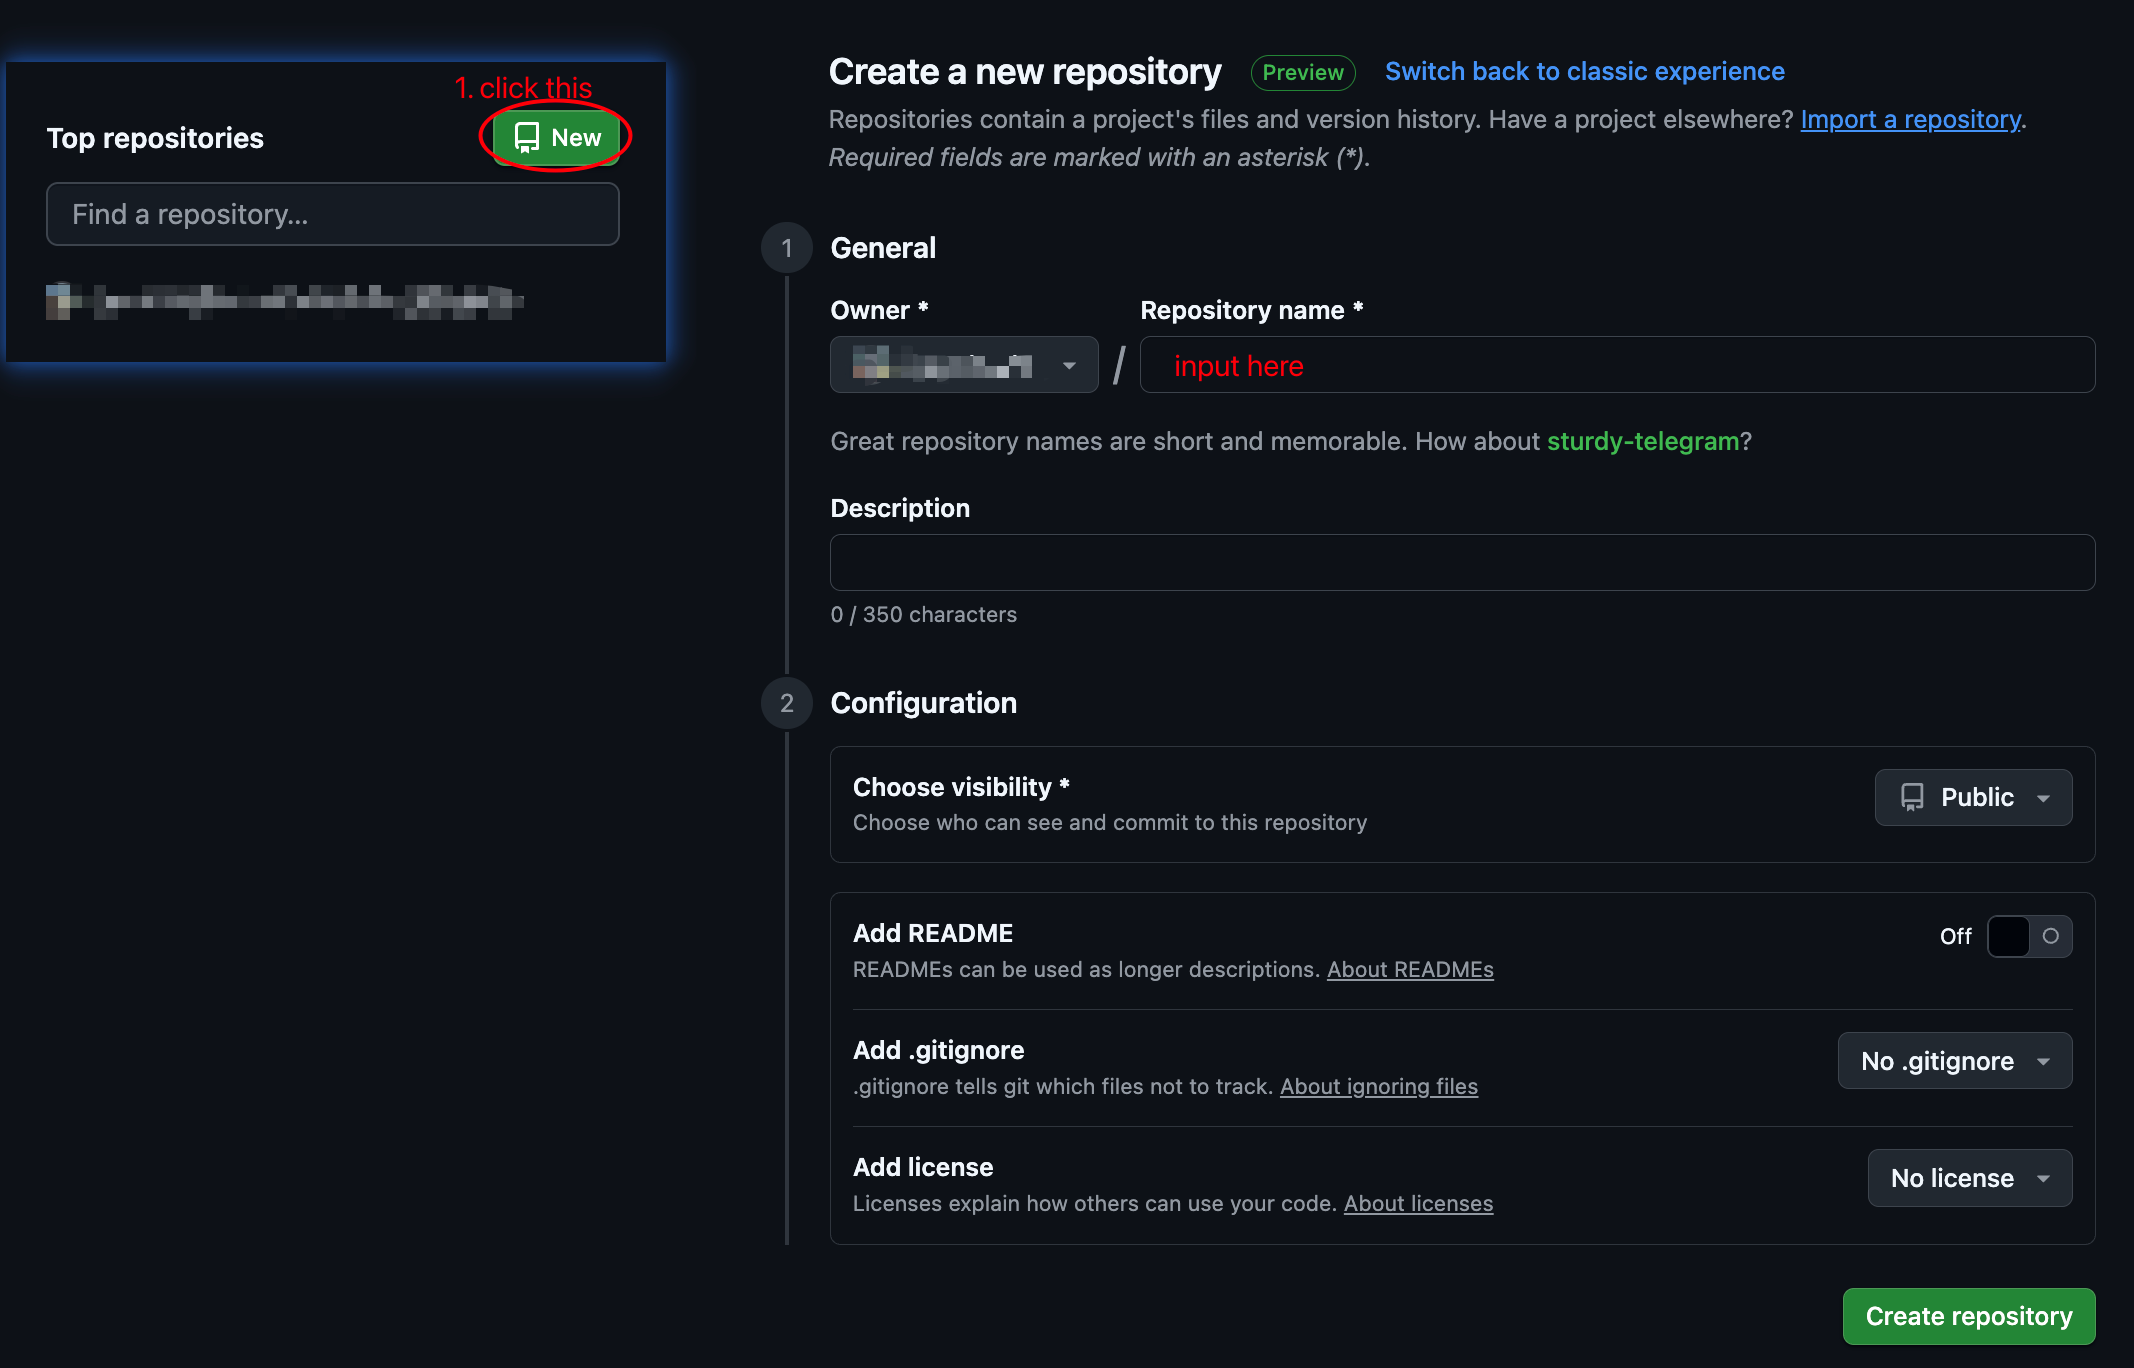 1. click this
Top repositories
New
Find a repository...
Create a new repository
Preview
Switch back to classic experience
Repositories contain a project's files and version history. Have a project elsewhere? Import a repository.
Required fields are marked with an asterisk (*).
1
General
Owner *
Repository name *
/
input here
Great repository names are short and memorable. How about sturdy-telegram?
Description
0 / 350 characters
2
Configuration
Choose visibility *
Choose who can see and commit to this repository
Public
Add README
READMEs can be used as longer descriptions. About READMEs
Off
Add .gitignore
.gitignore tells git which files not to track. About ignoring files
No .gitignore
Add license
Licenses explain how others can use your code. About licenses
No license
Create repository